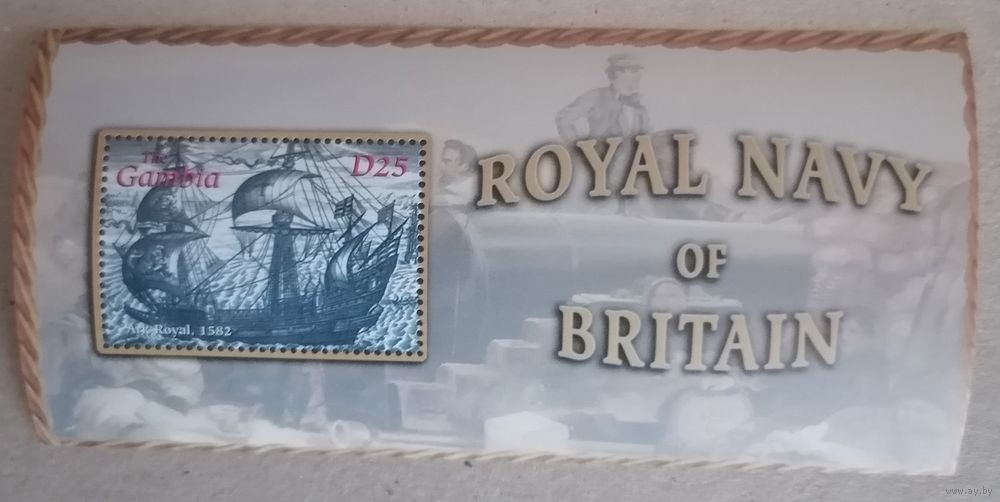 The
Gambia
D25
Ark Royal, 1582
ROYAL NAVY
OF
BRITAIN
www.ay.by